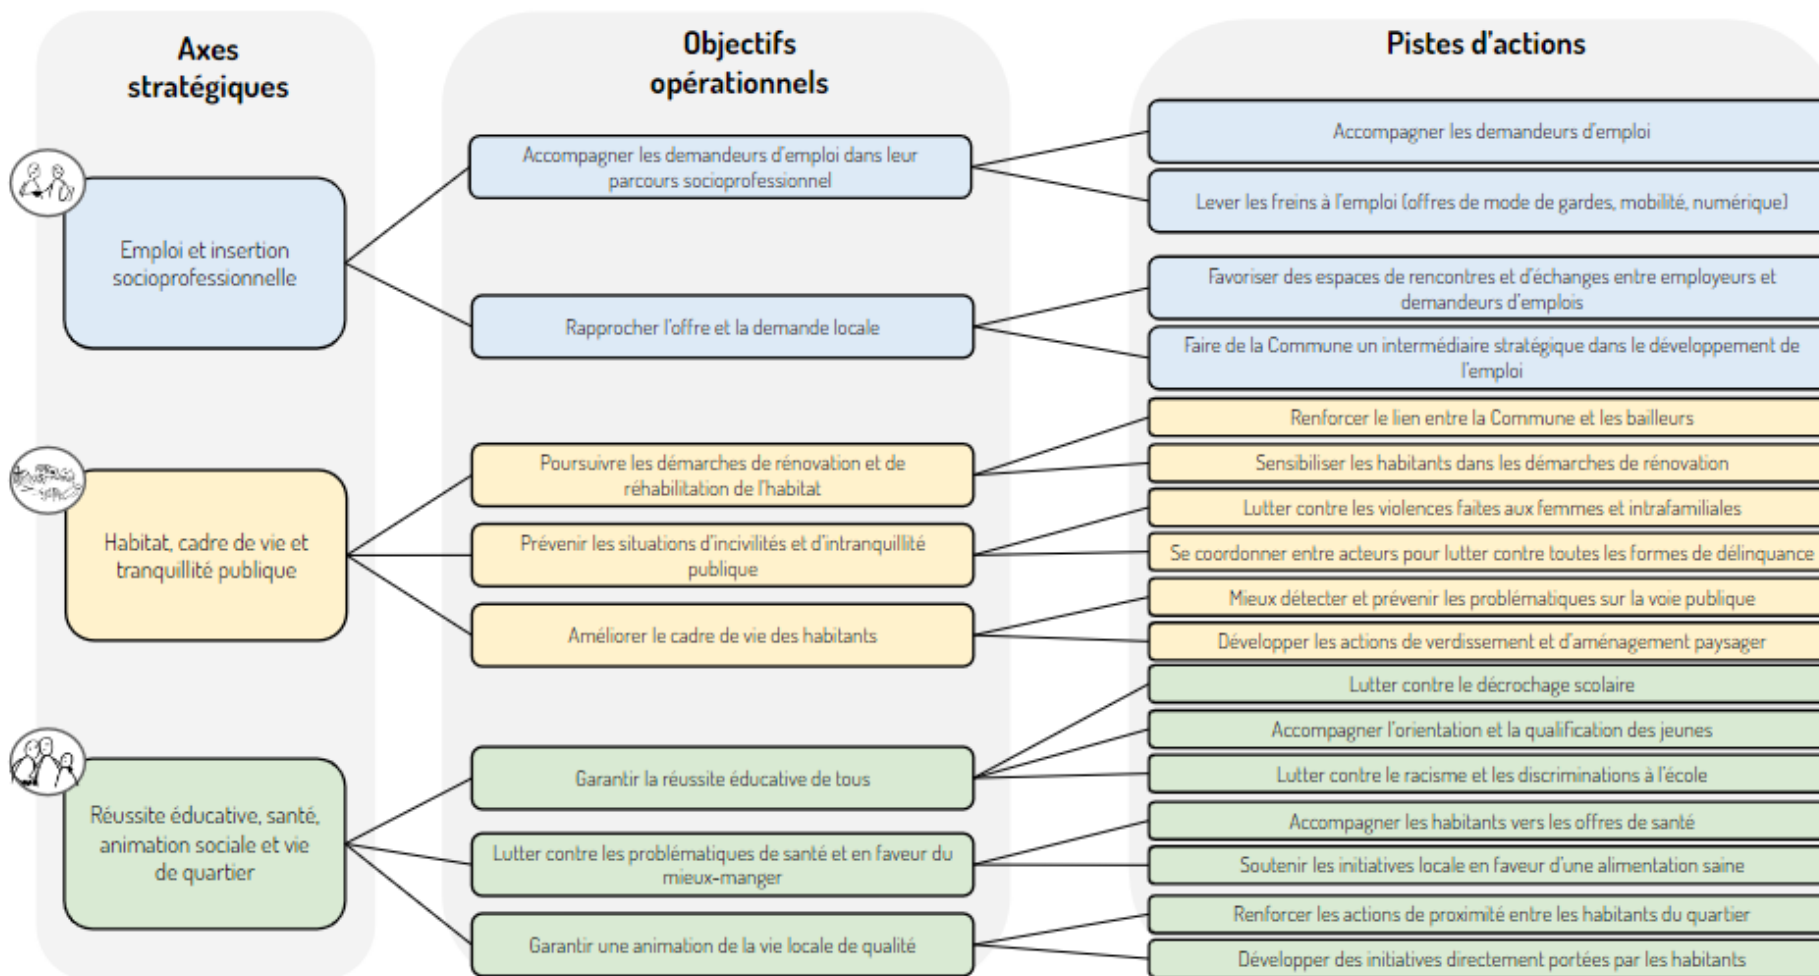 Axes
stratégiques
Objectifs
opérationnels
Pistes d'actions
Emploi et insertion
socioprofessionnelle
Accompagner les demandeurs d'emploi dans leur
parcours socioprofessionnel
Accompagner les demandeurs d'emploi
Lever les freins à l'emploi (offres de mode de gardes, mobilité, numérique)
Rapprocher l'offre et la demande locale
Favoriser des espaces de rencontres et d'échanges entre employeurs et
demandeurs d'emplois
Faire de la Commune un intermédiaire stratégique dans le développement de
l'emploi
Habitat, cadre de vie et
tranquillité publique
Poursuivre les démarches de rénovation et de
réhabilitation de l'habitat
Renforcer le lien entre la Commune et les bailleurs
Sensibiliser les habitants dans les démarches de rénovation
Prévenir les situations d'incivilités et d'intranquillité
publique
Lutter contre les violences faites aux femmes et intrafamiliales
Se coordonner entre acteurs pour lutter contre toutes les formes de délinquance
Améliorer le cadre de vie des habitants
Mieux détecter et prévenir les problématiques sur la voie publique
Développer les actions de verdissement et d'aménagement paysager
Réussite éducative, santé,
animation sociale et vie
de quartier
Garantir la réussite éducative de tous
Lutter contre le décrochage scolaire
Accompagner l'orientation et la qualification des jeunes
Lutter contre le racisme et les discriminations à l'école
Lutter contre les problématiques de santé et en faveur du
mieux-manger
Accompagner les habitants vers les offres de santé
Soutenir les initiatives locale en faveur d'une alimentation saine
Garantir une animation de la vie locale de qualité
Renforcer les actions de proximité entre les habitants du quartier
Développer des initiatives directement portées par les habitants